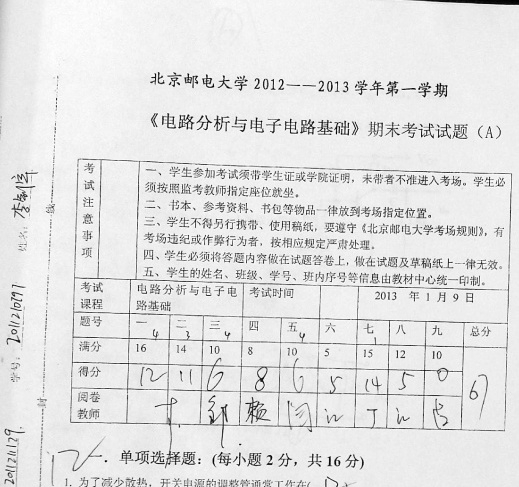 北京邮电大学 2012——2013 学年第一学期
《电路分析与电子电路基础》期末考试试题（A）
考试注意事项
一、学生参加考试须带学生证或学院证明，未带者不准进入考场。学生必
须按照监考教师指定座位就坐。
二、书本、参考资料、书包等物品一律放到考场指定位置。
三、学生不得另行携带、使用稿纸，要遵守《北京邮电大学考场规则》，有
考场违纪或作弊行为者，按相应规定严肃处理。
四、学生必须将答题内容做在试题答卷上，做在试题及草稿纸上一律无效。
五、学生的姓名、班级、学号、班内序号等信息由教材中心统一印制。
考试课程 电路分析与电子电路基础 考试时间 2013 年 1 月 9 日
题号 一 二 三 四 五 六 七 八 九 总分
4 3 4 4 1
满分 16 14 10 8 10 5 15 12 10
得分 12 11 6 8 6 5 14 5 0 67
阅卷教师
12
一．单项选择题：(每小题 2 分，共 16 分)
1. 为了减少散热，开关电源的调整管通常工作在(
姓名：
学号：
线
封